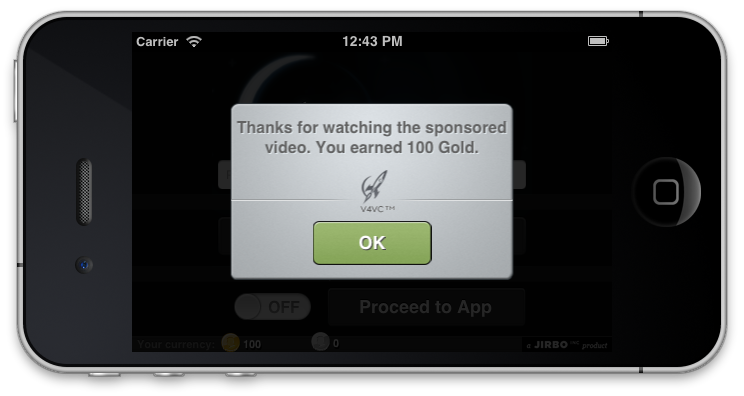 Carrier 12:43 PM
Thanks for watching the sponsored
video. You earned 100 Gold.
V4VC™
OK
OFF Proceed to App
Your currency: 100 0 a JIRBO product